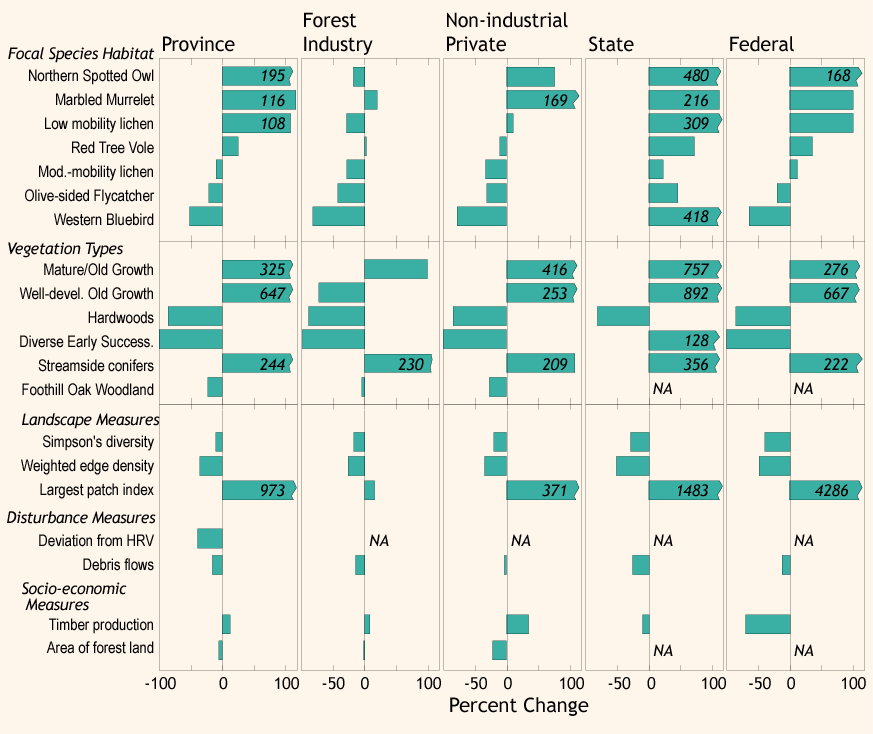 Forest Non-industrial
Province Industry Private State Federal
Focal Species Habitat
Northern Spotted Owl 195 480 168
Marbled Murrelet 116 169 216
Low mobility lichen 108 309
Red Tree Vole
Mod.-mobility lichen
Olive-sided Flycatcher
Western Bluebird 418
Vegetation Types
Mature/Old Growth 325 416 757 276
Well-devel. Old Growth 647 253 892 667
Hardwoods
Diverse Early Success. 128
Streamside conifers 244 230 209 356 222
Foothill Oak Woodland NA NA
Landscape Measures
Simpson's diversity
Weighted edge density
Largest patch index 973 371 1483 4286
Disturbance Measures
Deviation from HRV NA NA NA NA
Debris flows
Socio-economic
Measures
Timber production
Area of forest land NA NA
-100 0 100 -50 0 100 -50 0 100 -50 0 100 -50 0 100
Percent Change